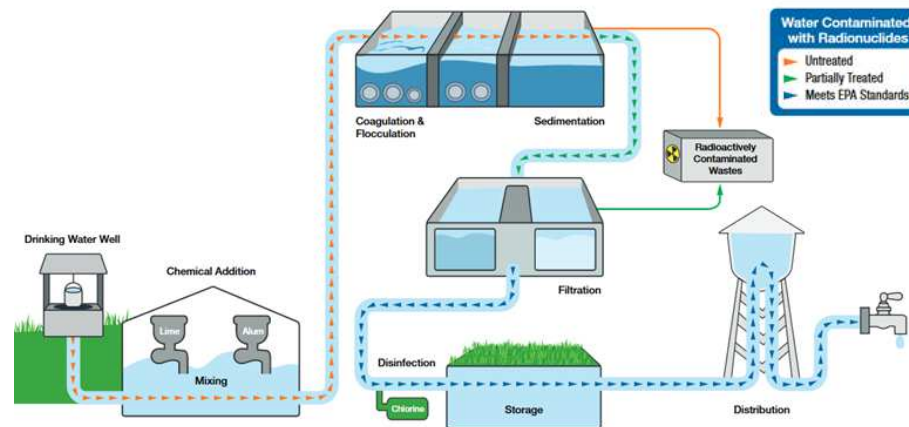 Water Contaminated
with Radionuclides
Untreated
Partially Treated
Meets EPA Standards
Coagulation &
Flocculation
Sedimentation
Radioactively
Contaminated
Wastes
Drinking Water Well
Chemical Addition
Lime
Alum
Mixing
Filtration
Disinfection
Chlorine
Storage
Distribution